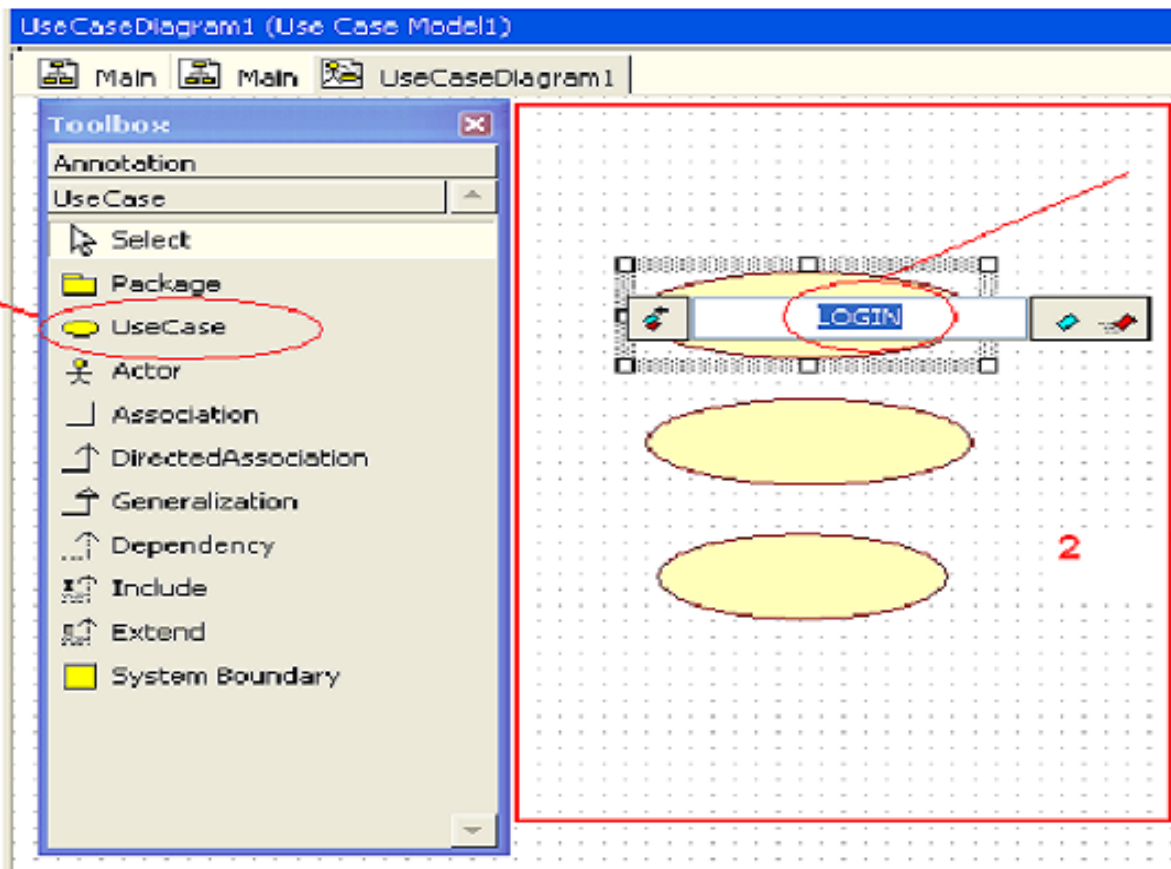 UseCaseDiagram1 (Use Case Model1)
Main Main UseCaseDiagram1
Toolbox
Annotation
UseCase
Select
Package
UseCase
Actor
Association
DirectedAssociation
Generalization
Dependency
Include
Extend
System Boundary
LOGIN
2